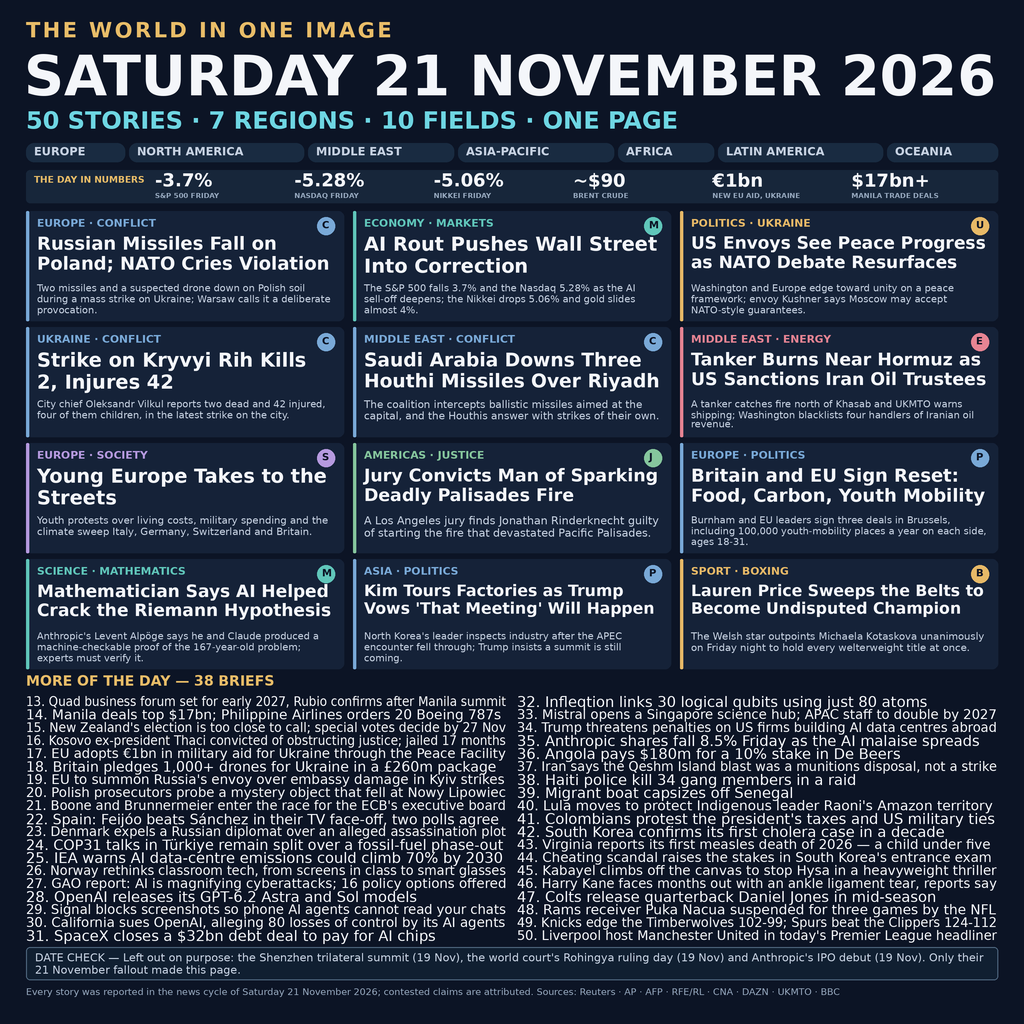 THE WORLD IN ONE IMAGE
SATURDAY 21 NOVEMBER 2026
50 STORIES · 7 REGIONS · 10 FIELDS · ONE PAGE
EUROPE
NORTH AMERICA
MIDDLE EAST
ASIA-PACIFIC
AFRICA
LATIN AMERICA
OCEANIA
THE DAY IN NUMBERS
-3.7%
S&P 500 FRIDAY
-5.28%
NASDAQ FRIDAY
-5.06%
NIKKEI FRIDAY
~$90
BRENT CRUDE
€1bn
NEW EU AID, UKRAINE
$17bn+
MANILA TRADE DEALS
EUROPE · CONFLICT
C
Russian Missiles Fall on
Poland; NATO Cries Violation
Two missiles and a suspected drone down on Polish soil
during a mass strike on Ukraine; Warsaw calls it a deliberate
provocation.
ECONOMY · MARKETS
M
AI Rout Pushes Wall Street
Into Correction
The S&P 500 falls 3.7% and the Nasdaq 5.28% as the AI
sell-off deepens; the Nikkei drops 5.06% and gold slides
almost 4%.
POLITICS · UKRAINE
U
US Envoys See Peace Progress
as NATO Debate Resurfaces
Washington and Europe edge toward unity on a peace
framework; envoy Kushner says Moscow may accept
NATO-style guarantees.
UKRAINE · CONFLICT
C
Strike on Kryvyi Rih Kills
2, Injures 42
City chief Oleksandr Vilkul reports two dead and 42 injured,
four of them children, in the latest strike on the city.
MIDDLE EAST · CONFLICT
C
Saudi Arabia Downs Three
Houthi Missiles Over Riyadh
The coalition intercepts ballistic missiles aimed at the
capital, and the Houthis answer with strikes of their own.
MIDDLE EAST · ENERGY
E
Tanker Burns Near Hormuz as
US Sanctions Iran Oil Trustees
A tanker catches fire north of Khasab and UKMTO warns
shipping; Washington blacklists four handlers of Iranian oil
revenue.
EUROPE · SOCIETY
S
Young Europe Takes to the
Streets
Youth protests over living costs, military spending and the
climate sweep Italy, Germany, Switzerland and Britain.
AMERICAS · JUSTICE
J
Jury Convicts Man of Sparking
Deadly Palisades Fire
A Los Angeles jury finds Jonathan Rinderknecht guilty
of starting the fire that devastated Pacific Palisades.
EUROPE · POLITICS
P
Britain and EU Sign Reset:
Food, Carbon, Youth Mobility
Burnham and EU leaders sign three deals in Brussels,
including 100,000 youth-mobility places a year on each side,
ages 18-31.
SCIENCE · MATHEMATICS
M
Mathematician Says AI Helped
Crack the Riemann Hypothesis
Anthropic's Levent Alpöge says he and Claude produced a
machine-checkable proof of the 167-year-old problem;
experts must verify it.
ASIA · POLITICS
P
Kim Tours Factories as Trump
Vows 'That Meeting' Will Happen
North Korea's leader inspects industry after the APEC
encounter fell through; Trump insists a summit is still
coming.
SPORT · BOXING
B
Lauren Price Sweeps the Belts to
Become Undisputed Champion
The Welsh star outpoints Michaela Kotaskova unanimously
on Friday night to hold every welterweight title at once.
MORE OF THE DAY — 38 BRIEFS
13. Quad business forum set for early 2027, Rubio confirms after Manila summit
14. Manila deals top $17bn; Philippine Airlines orders 20 Boeing 787s
15. New Zealand's election is too close to call; special votes decide by 27 Nov
16. Kosovo ex-president Thaci convicted of obstructing justice; jailed 17 months
17. EU adopts €1bn in military aid for Ukraine through the Peace Facility
18. Britain pledges 1,000+ drones for Ukraine in a £260m package
19. EU to summon Russia's envoy over embassy damage in Kyiv strikes
20. Polish prosecutors probe a mystery object that fell at Nowy Lipowiec
21. Boone and Brunnermeier enter the race for the ECB's executive board
22. Spain: Feijóo beats Sánchez in their TV face-off, two polls agree
23. Denmark expels a Russian diplomat over an alleged assassination plot
24. COP31 talks in Türkiye remain split over a fossil-fuel phase-out
25. IEA warns AI data-centre emissions could climb 70% by 2030
26. Norway rethinks classroom tech, from screens in class to smart glasses
27. GAO report: AI is magnifying cyberattacks; 16 policy options offered
28. OpenAI releases its GPT-6.2 Astra and Sol models
29. Signal blocks screenshots so phone AI agents cannot read your chats
30. California sues OpenAI, alleging 80 losses of control by its AI agents
31. SpaceX closes a $32bn debt deal to pay for AI chips
32. Infleqtion links 30 logical qubits using just 80 atoms
33. Mistral opens a Singapore science hub; APAC staff to double by 2027
34. Trump threatens penalties on US firms building AI data centres abroad
35. Anthropic shares fall 8.5% Friday as the AI malaise spreads
36. Angola pays $180m for a 10% stake in De Beers
37. Iran says the Qeshm Island blast was a munitions disposal, not a strike
38. Haiti police kill 34 gang members in a raid
39. Migrant boat capsizes off Senegal
40. Lula moves to protect Indigenous leader Raoni's Amazon territory
41. Colombians protest the president's taxes and US military ties
42. South Korea confirms its first cholera case in a decade
43. Virginia reports its first measles death of 2026 — a child under five
44. Cheating scandal raises the stakes in South Korea's entrance exam
45. Kabayel climbs off the canvas to stop Hysa in a heavyweight thriller
46. Harry Kane faces months out with an ankle ligament tear, reports say
47. Colts release quarterback Daniel Jones in mid-season
48. Rams receiver Puka Nacua suspended for three games by the NFL
49. Knicks edge the Timberwolves 102-99; Spurs beat the Clippers 124-112
50. Liverpool host Manchester United in today's Premier League headliner
DATE CHECK — Left out on purpose: the Shenzhen trilateral summit (19 Nov), the world court's Rohingya ruling day (19 Nov) and Anthropic's IPO debut (19 Nov). Only their
21 November fallout made this page.
Every story was reported in the news cycle of Saturday 21 November 2026; contested claims are attributed. Sources: Reuters · AP · AFP · RFE/RL · CNA · DAZN · UKMTO · BBC